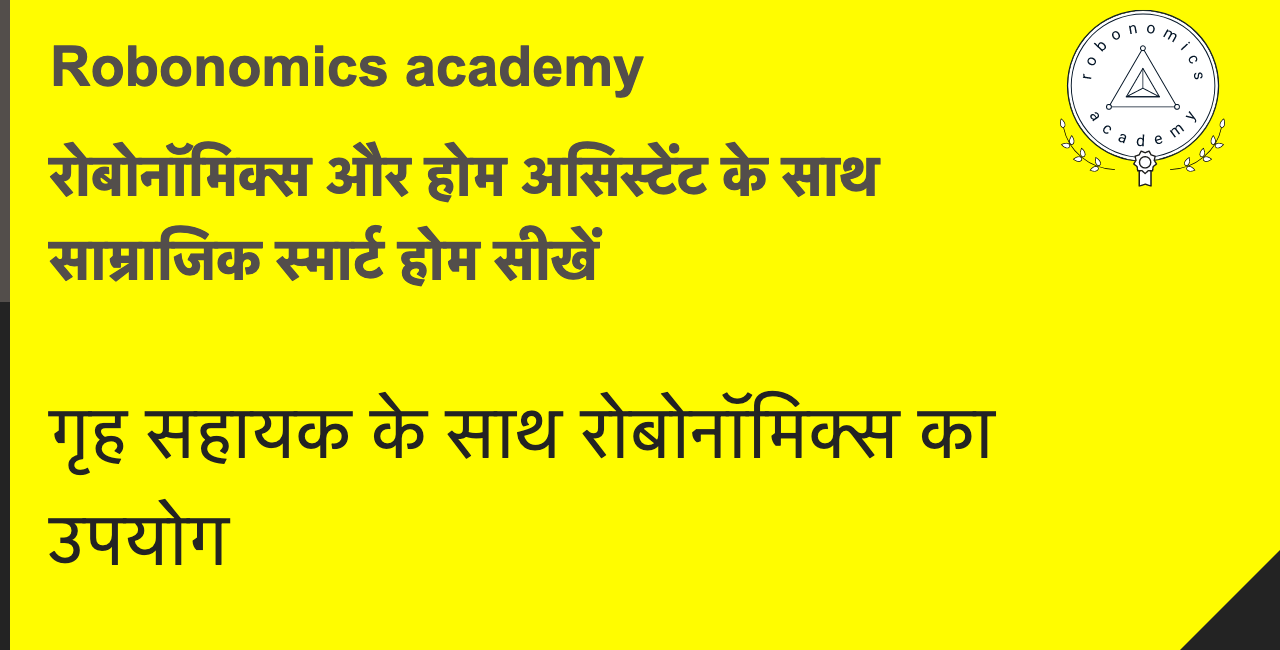 Robonomics academy
robonomics
academy
रोबोनॉमिक्स और होम असिस्टेंट के साथ
साम्राजिक स्मार्ट होम सीखें
गृह सहायक के साथ रोबोनॉमिक्स का
उपयोग